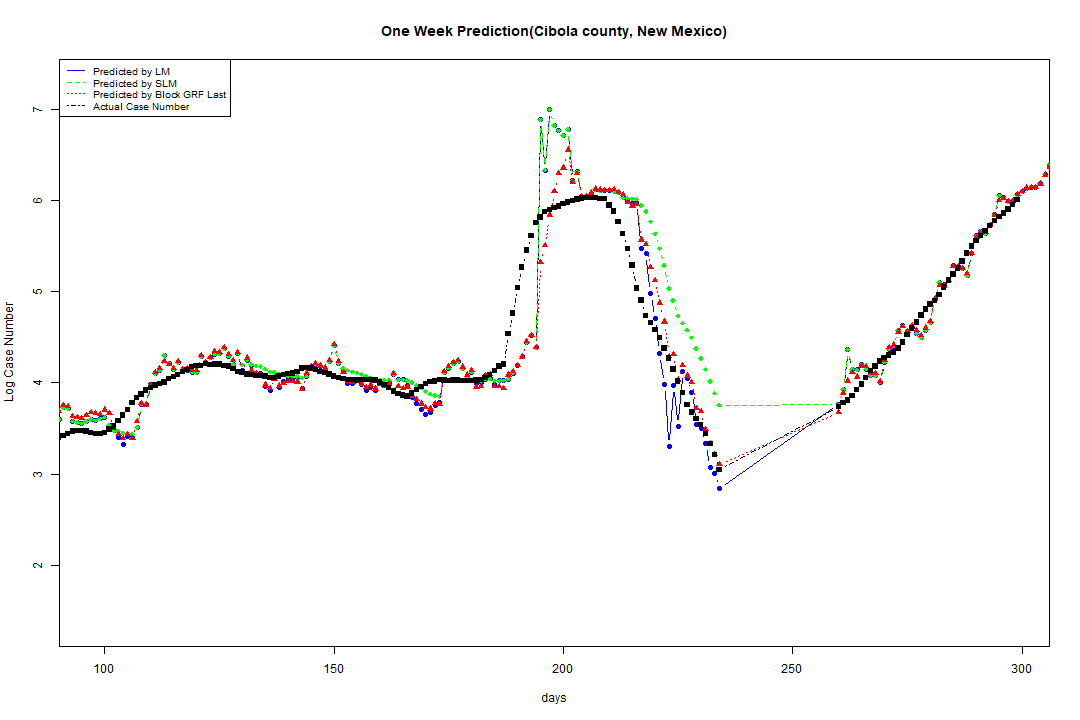 One Week Prediction(Cibola county, New Mexico)
Predicted by LM
Predicted by SLM
Predicted by Block GRF Last
Actual Case Number
7
6
5
4
3
2
Log Case Number
100 150 200 250 300
days